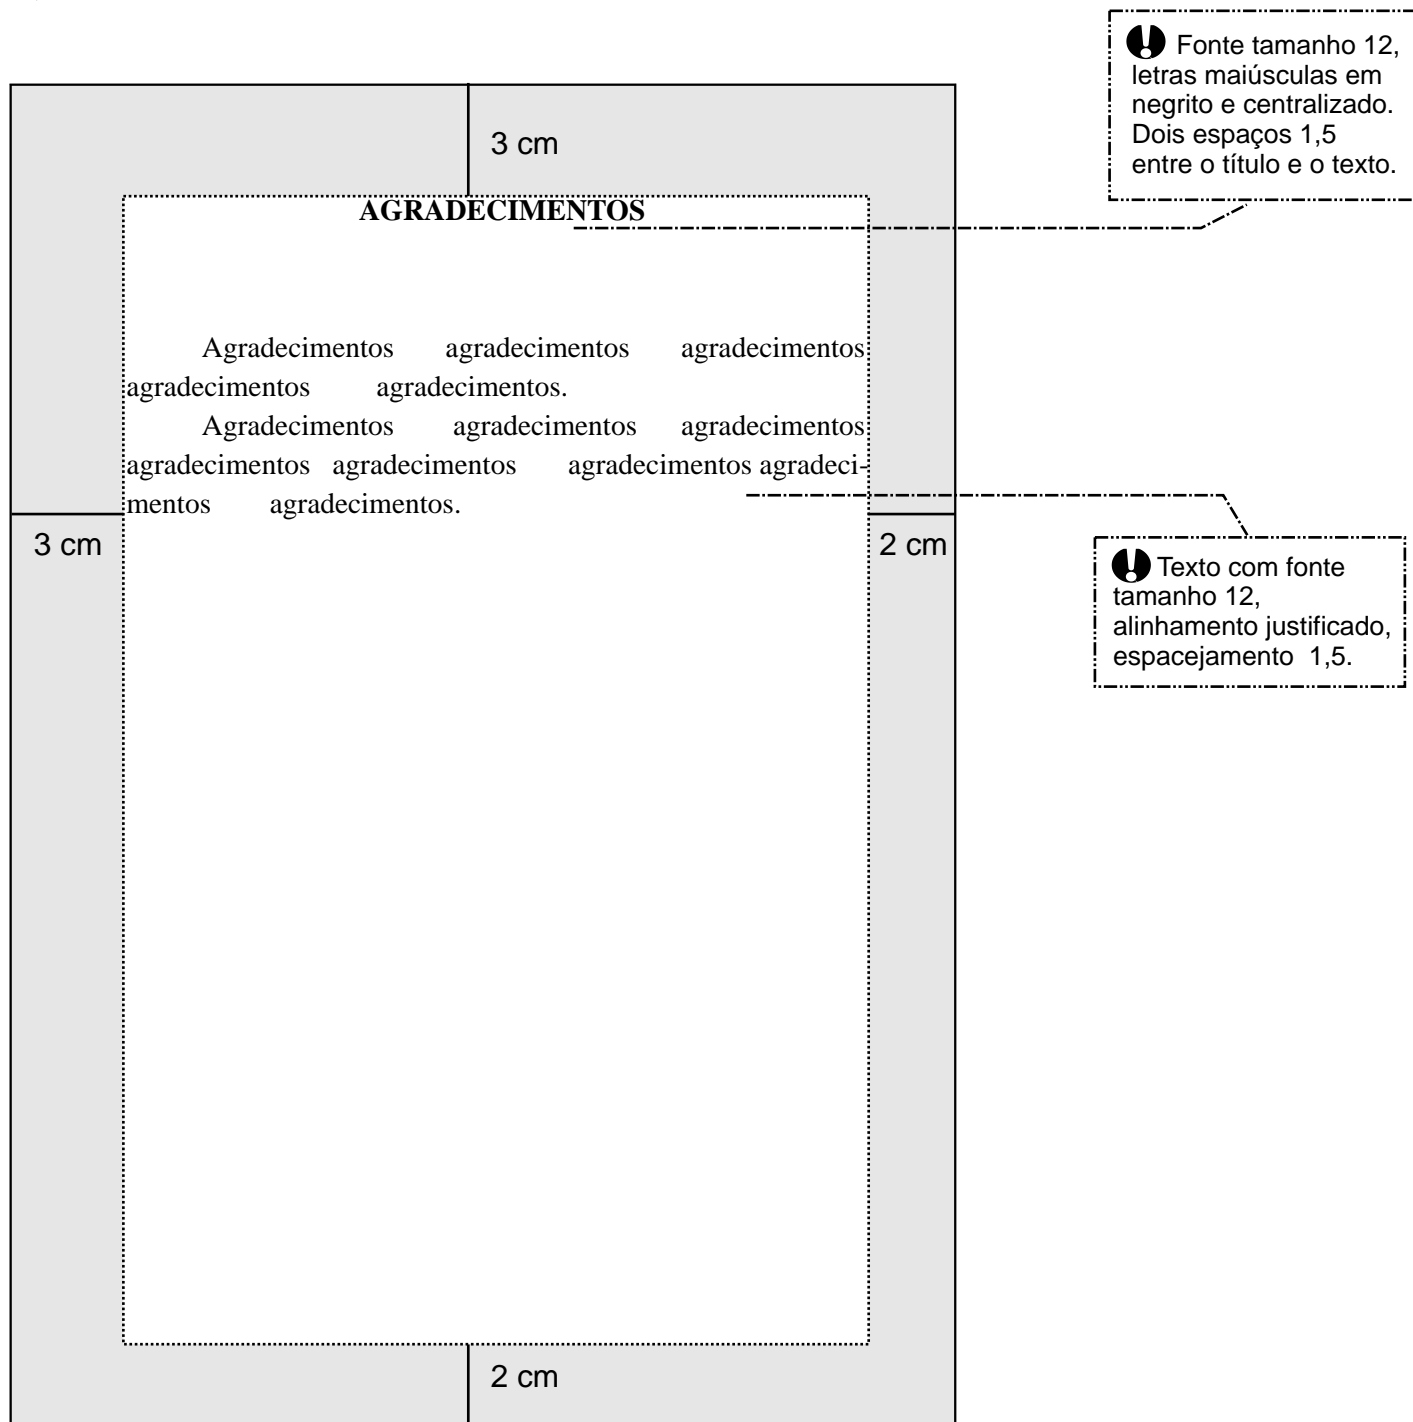 Fonte tamanho 12,
letras maiúsculas em
negrito e centralizado.
Dois espaços 1,5
entre o título e o texto.
3 cm
AGRADECIMENTOS
Agradecimentos agradecimentos agradecimentos
agradecimentos agradecimentos.
Agradecimentos agradecimentos agradecimentos
agradecimentos agradecimentos agradecimentos agradeci-
mentos agradecimentos.
3 cm
2 cm
Texto com fonte
tamanho 12,
alinhamento justificado,
espacejamento 1,5.
2 cm